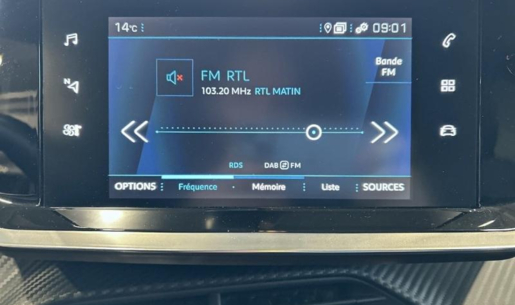 14°C 09:01
Bande
FM
FM RTL
103.20 MHz RTL MATIN
N
RDS DAB FM
OPTIONS Fréquence Mémoire Liste SOURCES